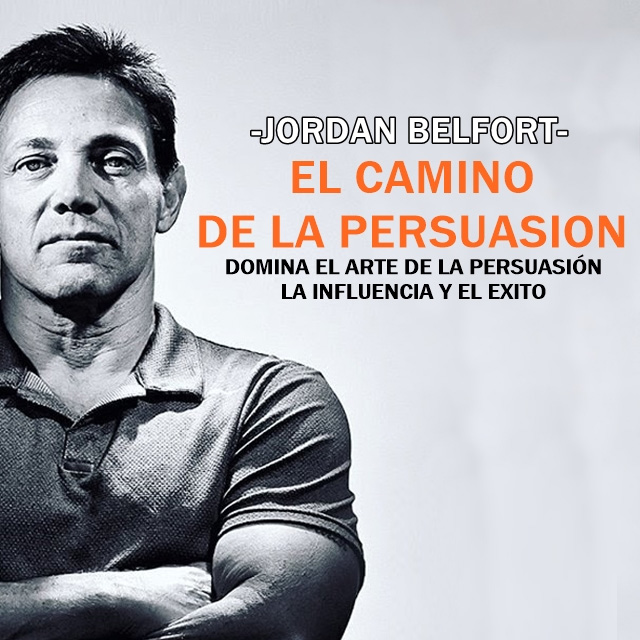 -JORDAN BELFORT-
EL CAMINO
DE LA PERSUASION
DOMINA EL ARTE DE LA PERSUASIÓN
LA INFLUENCIA Y EL EXITO